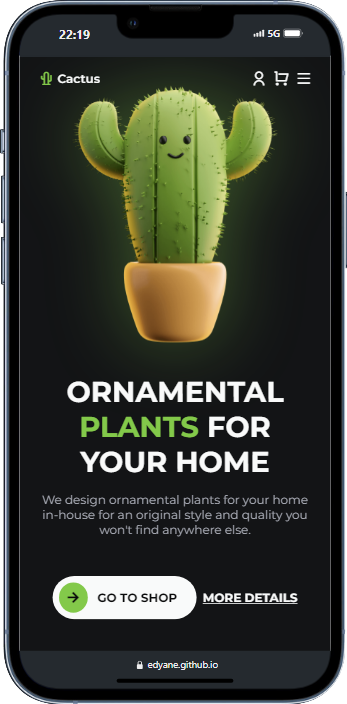 22:19
5G
Cactus
ORNAMENTAL
PLANTS FOR
YOUR HOME
We design ornamental plants for your home
in-house for an original style and quality you
won't find anywhere else.
GO TO SHOP MORE DETAILS
edyane.github.io